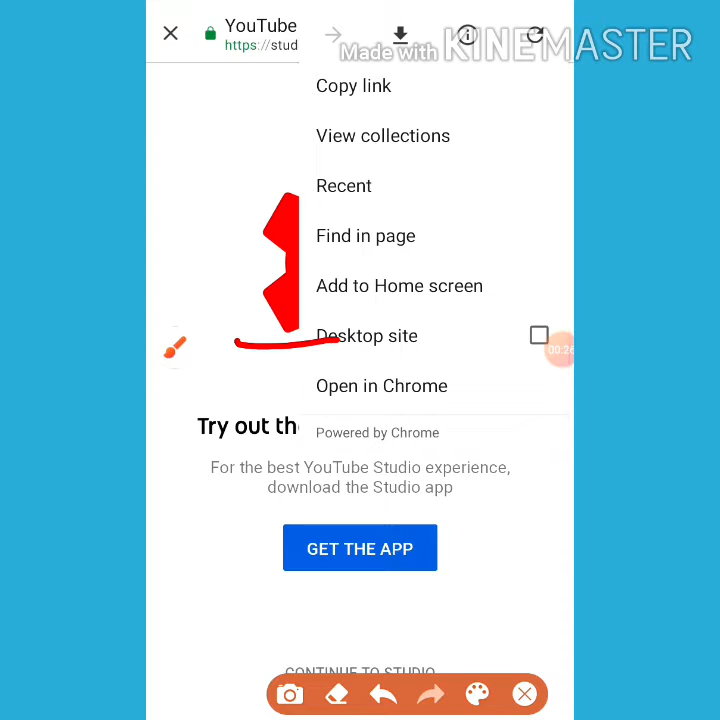 YouTube
https://stud
Made with KINEMASTER
Copy link
View collections
Recent
Find in page
Add to Home screen
Desktop site
00:26
Open in Chrome
Try out th
Powered by Chrome
For the best YouTube Studio experience,
download the Studio app
GET THE APP
CONTINUE TO STUDIO